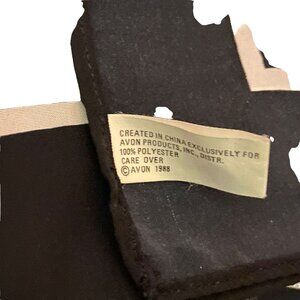 CREATED IN CHINA EXCLUSIVELY FOR
AVON PRODUCTS, INC., DISTR.
100% POLYESTER
CARE OVER
©AVON 1988